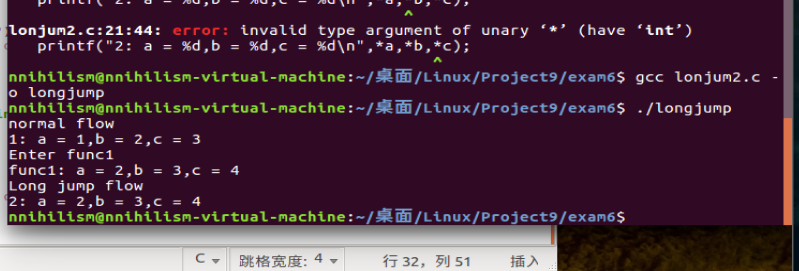 printf("2: a = %d,b = %d,c = %d\n",*a,*b,*c);
^
lonjum2.c:21:44: error: invalid type argument of unary ‘*’ (have ‘int’)
printf("2: a = %d,b = %d,c = %d\n",*a,*b,*c);
^
nnihilism@nnihilism-virtual-machine:~/桌面/Linux/Project9/exam6$ gcc lonjum2.c -
o longjump
nnihilism@nnihilism-virtual-machine:~/桌面/Linux/Project9/exam6$ ./longjump
normal flow
1: a = 1,b = 2,c = 3
Enter func1
func1: a = 2,b = 3,c = 4
Long jump flow
2: a = 2,b = 3,c = 4
nnihilism@nnihilism-virtual-machine:~/桌面/Linux/Project9/exam6$
C 跳格宽度: 4 行 32，列 51 插入